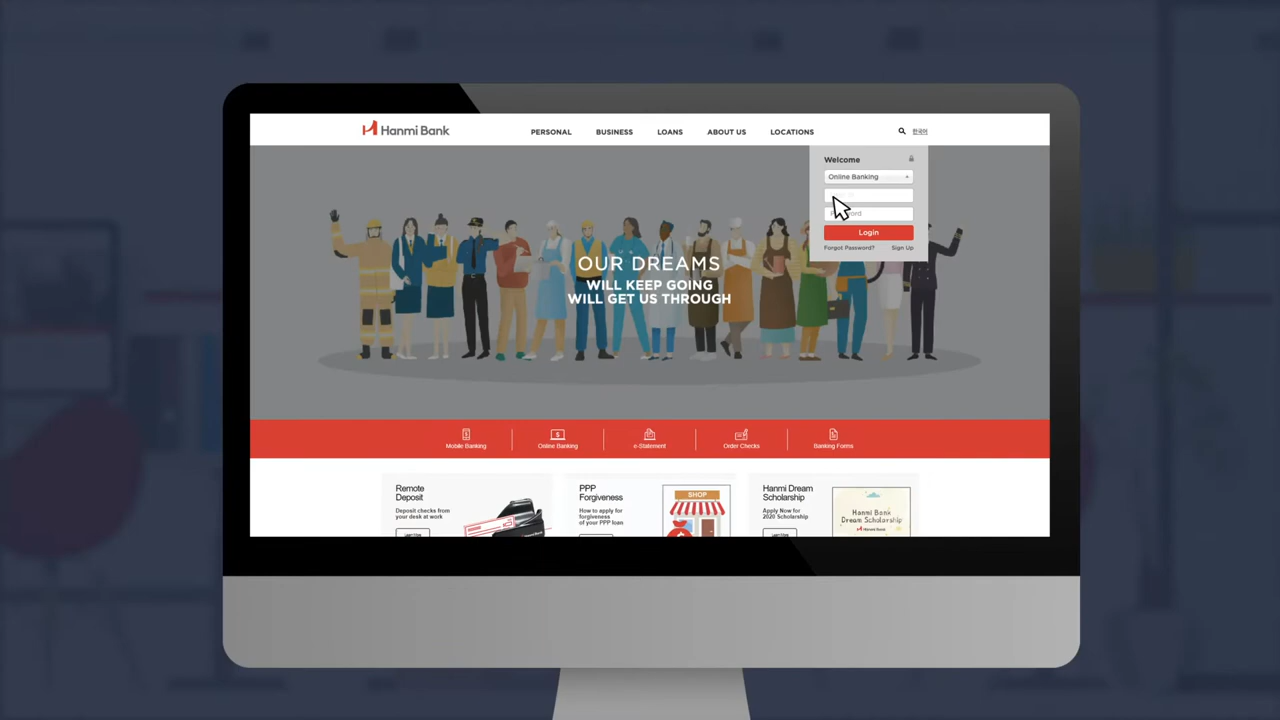 Hanmi Bank
PERSONAL BUSINESS LOANS ABOUT US LOCATIONS 한국어
Welcome
Online Banking
Login
Forgot Password? Sign Up
OUR DREAMS
WILL KEEP GOING
WILL GET US THROUGH
Mobile Banking Online Banking e-Statement Order Checks Banking Forms
Remote
Deposit
Deposit checks from
your desk at work
PPP
Forgiveness
How to apply for
forgiveness
of your PPP loan
SHOP
Hanmi Dream
Scholarship
Apply Now for
2020 Scholarship
Hanmi Bank
Dream Scholarship